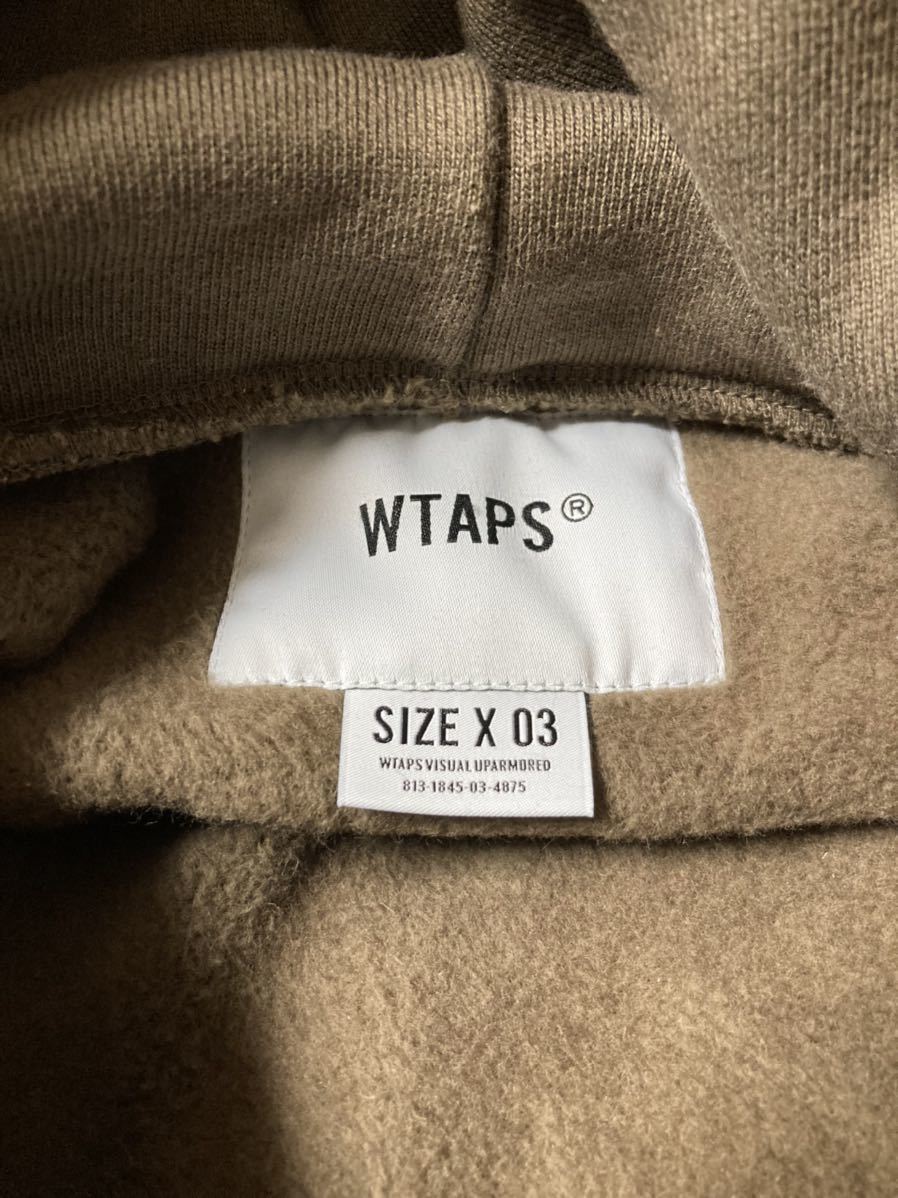 WTAPS®
SIZE X 03
WTAPS VISUAL UPARMORED
813-1845-03-4875